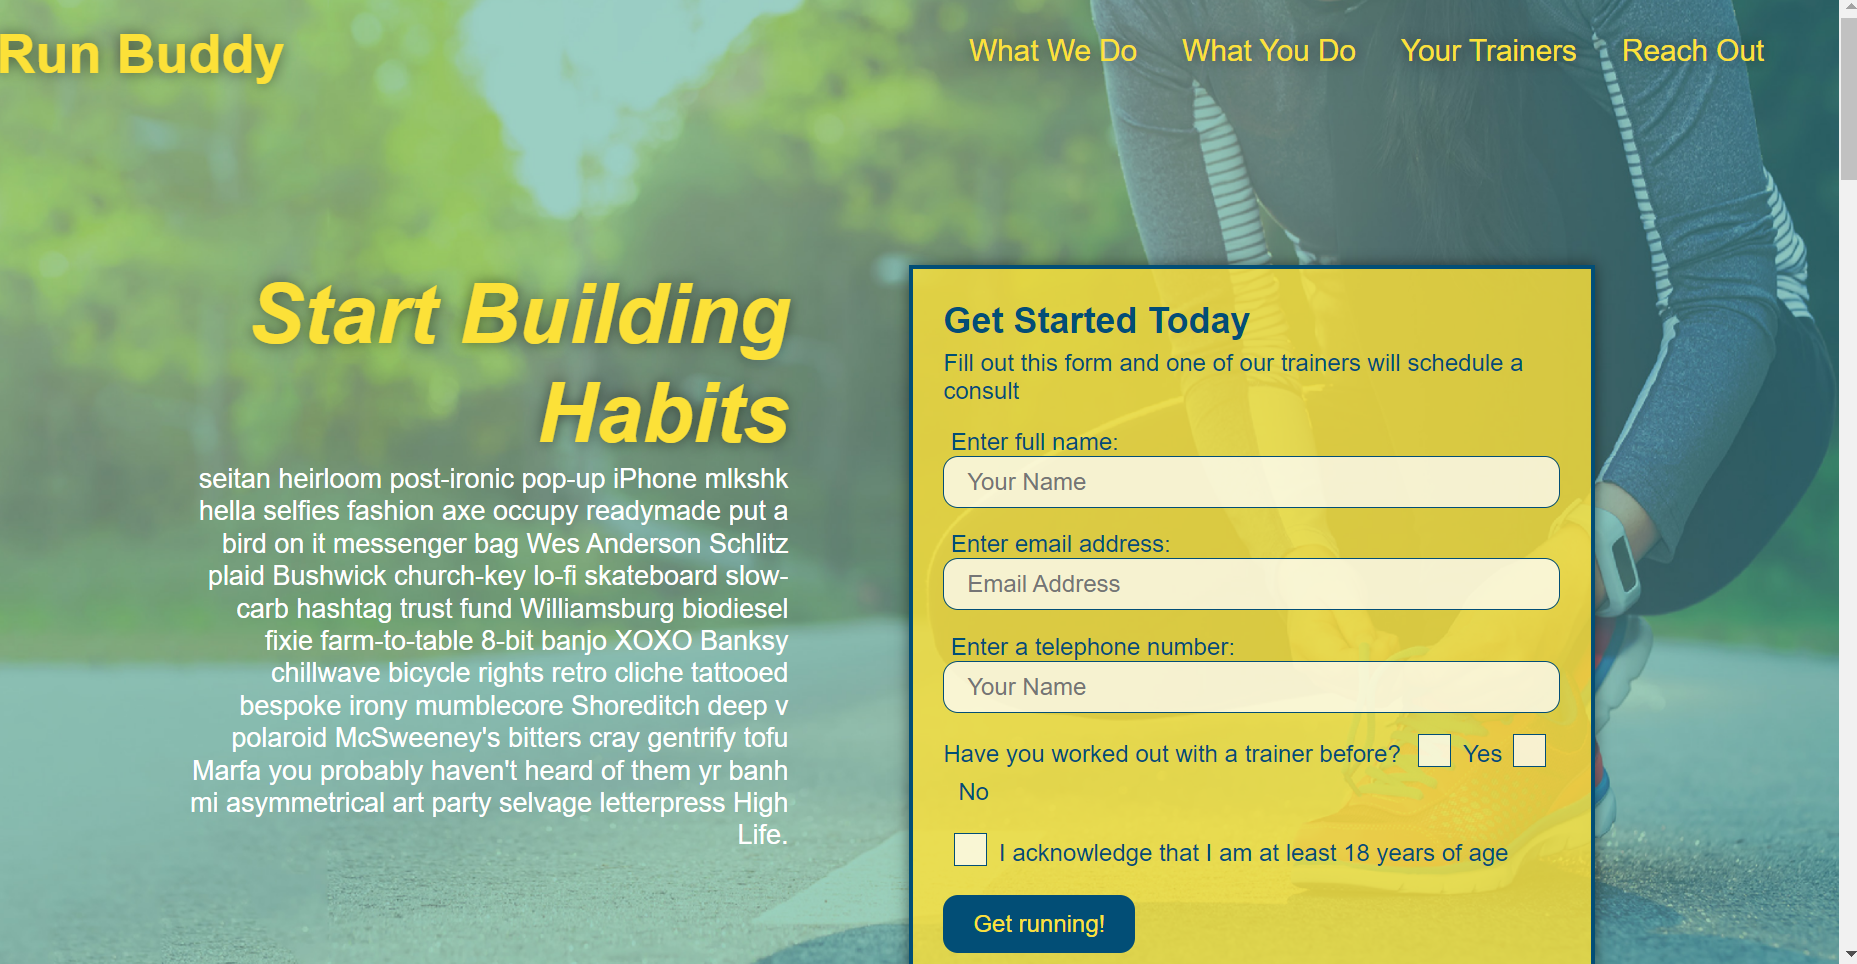 Run Buddy
What We Do What You Do Your Trainers Reach Out
Start Building
Habits
seitan heirloom post-ironic pop-up iPhone mlkshk
hella selfies fashion axe occupy readymade put a
bird on it messenger bag Wes Anderson Schlitz
plaid Bushwick church-key lo-fi skateboard slow-
carb hashtag trust fund Williamsburg biodiesel
fixie farm-to-table 8-bit banjo XOXO Banksy
chillwave bicycle rights retro cliche tattooed
bespoke irony mumblecore Shoreditch deep v
polaroid McSweeney's bitters cray gentrify tofu
Marfa you probably haven't heard of them yr banh
mi asymmetrical art party selvage letterpress High
Life.
Get Started Today
Fill out this form and one of our trainers will schedule a
consult
Enter full name:
Your Name
Enter email address:
Email Address
Enter a telephone number:
Your Name
Have you worked out with a trainer before? Yes
No
I acknowledge that I am at least 18 years of age
Get running!